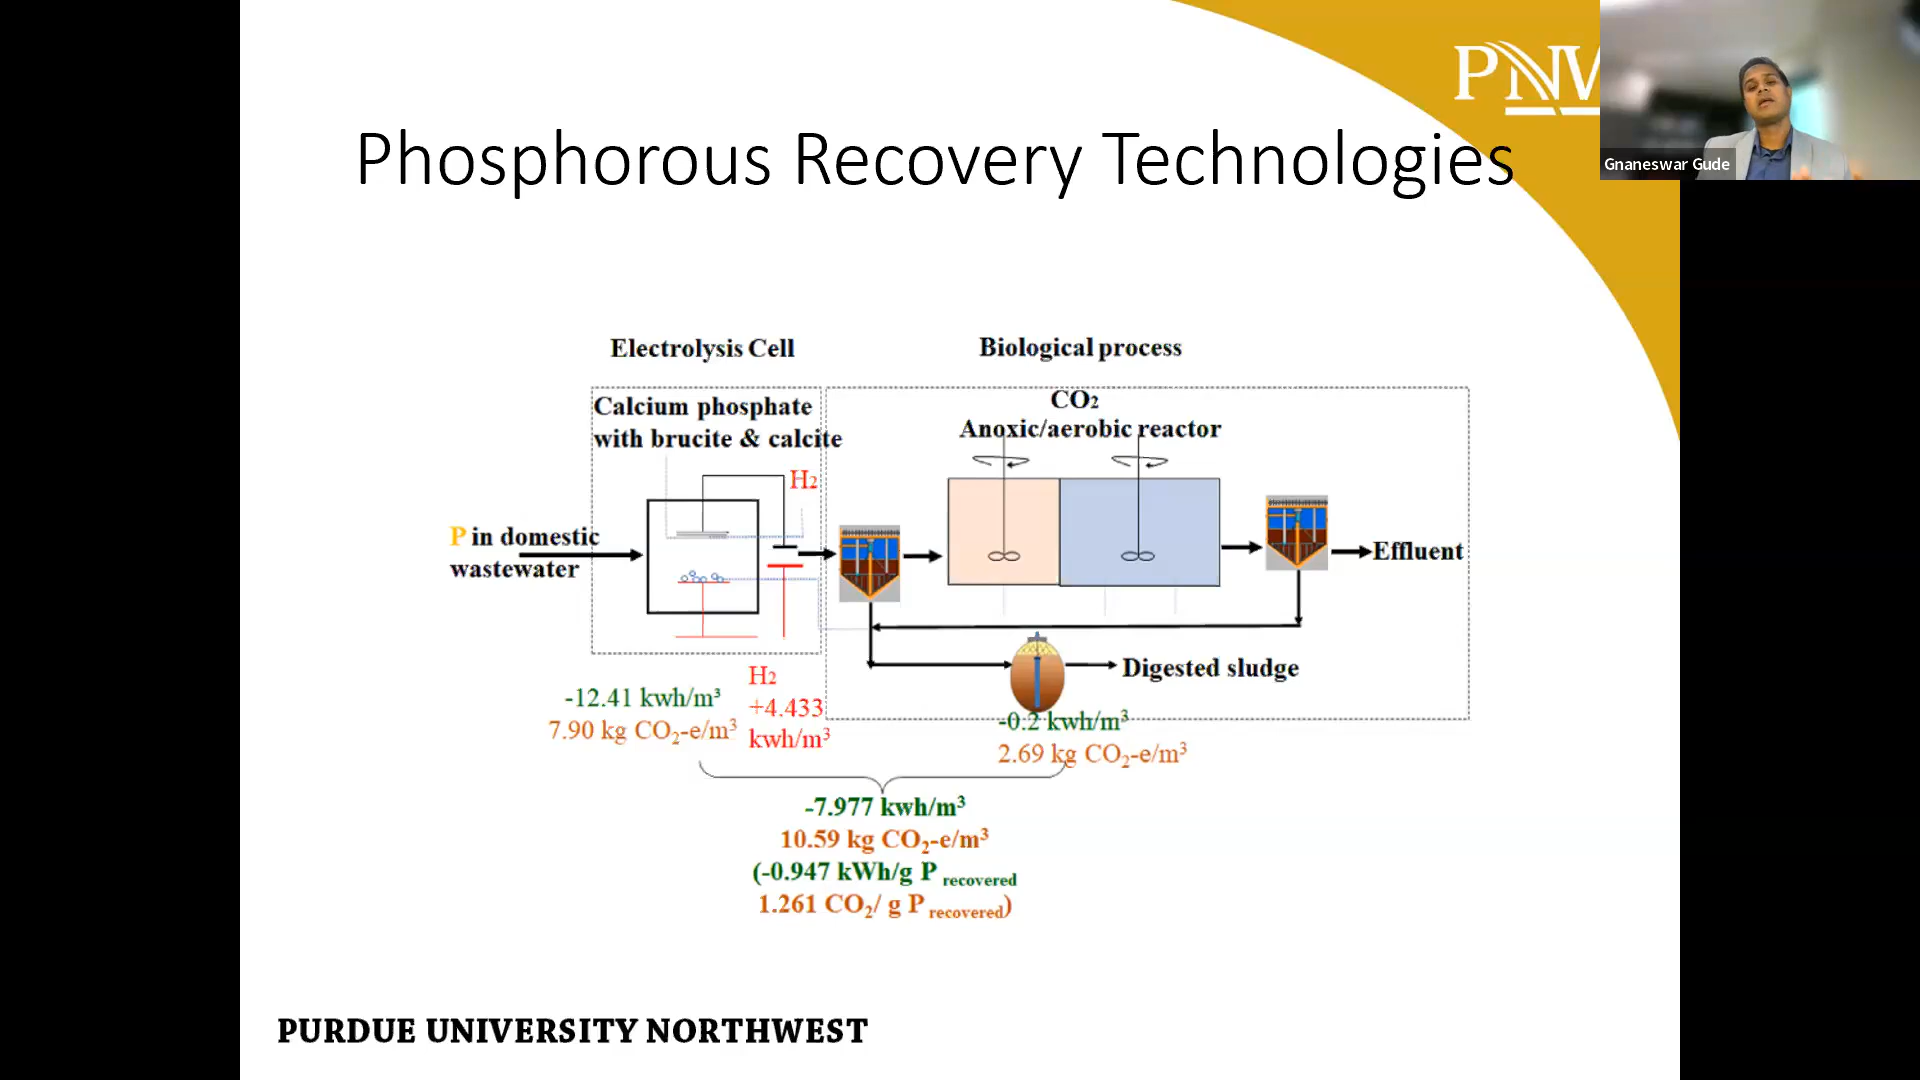 PNW
Gnaneswar Gude
Phosphorous Recovery Technologies
Electrolysis Cell
Biological process
Calcium phosphate
with brucite & calcite
CO₂
Anoxic/aerobic reactor
H₂
P in domestic
wastewater
Effluent
Digested sludge
-12.41 kwh/m³
7.90 kg CO₂-e/m³
H₂
+4.433
kwh/m³
-0.2 kwh/m³
2.69 kg CO₂-e/m³
-7.977 kwh/m³
10.59 kg CO₂-e/m³
(-0.947 kWh/g P recovered
1.261 CO₂/ g P recovered)
PURDUE UNIVERSITY NORTHWEST